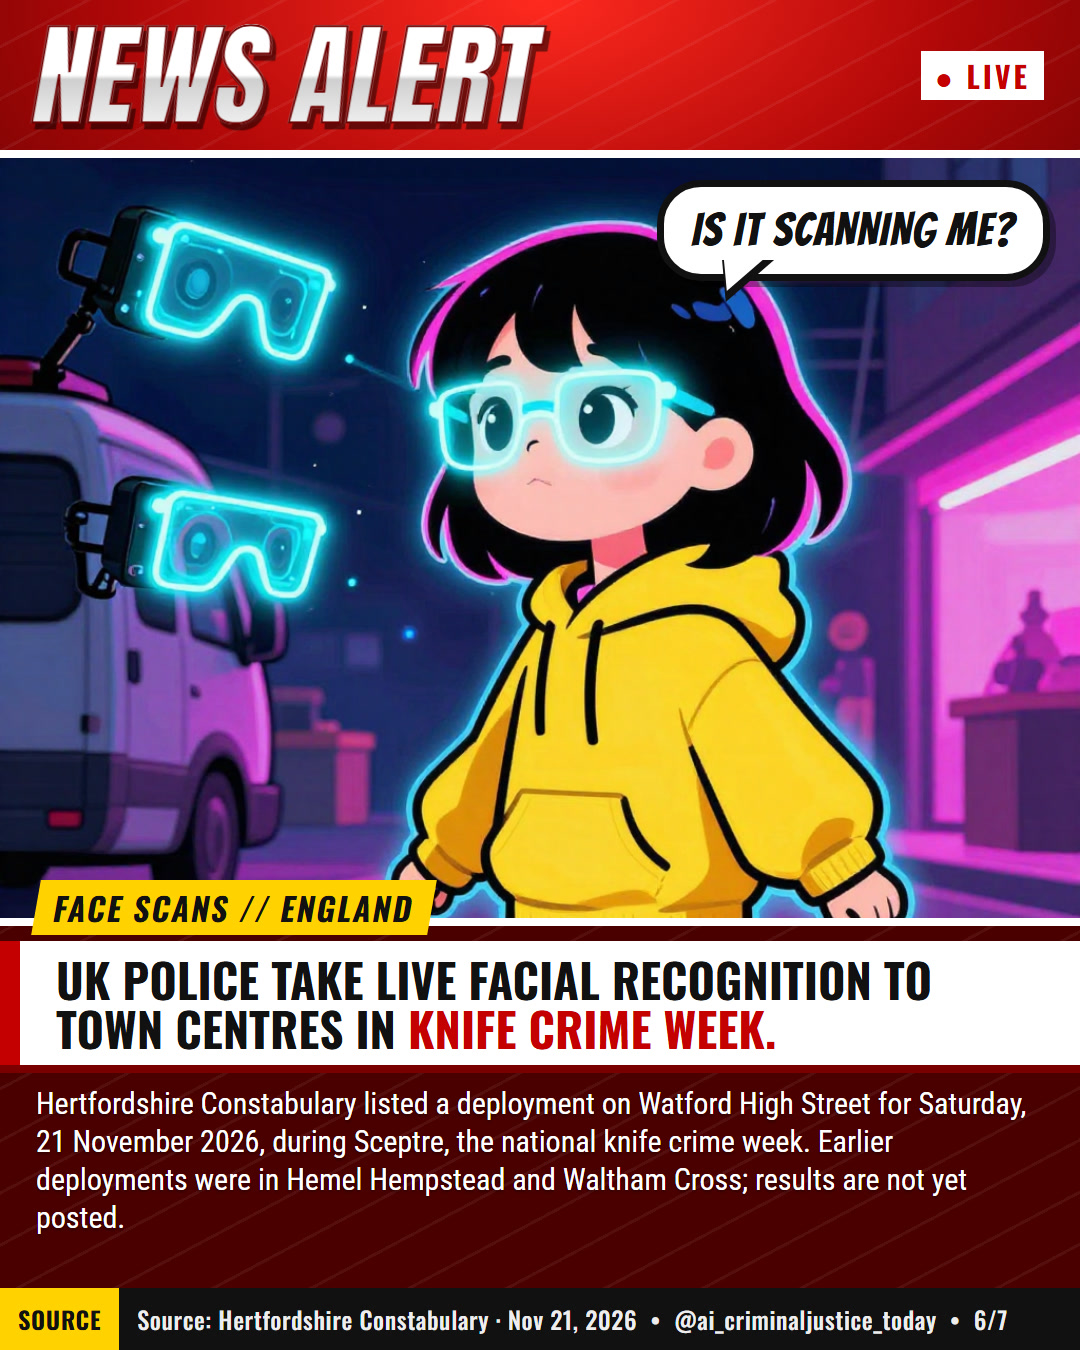 NEWS ALERT
● LIVE
IS IT SCANNING ME?
FACE SCANS // ENGLAND
UK POLICE TAKE LIVE FACIAL RECOGNITION TO
TOWN CENTRES IN KNIFE CRIME WEEK.
Hertfordshire Constabulary listed a deployment on Watford High Street for Saturday,
21 November 2026, during Sceptre, the national knife crime week. Earlier
deployments were in Hemel Hempstead and Waltham Cross; results are not yet
posted.
SOURCE Source: Hertfordshire Constabulary · Nov 21, 2026 • @ai_criminaljustice_today • 6/7